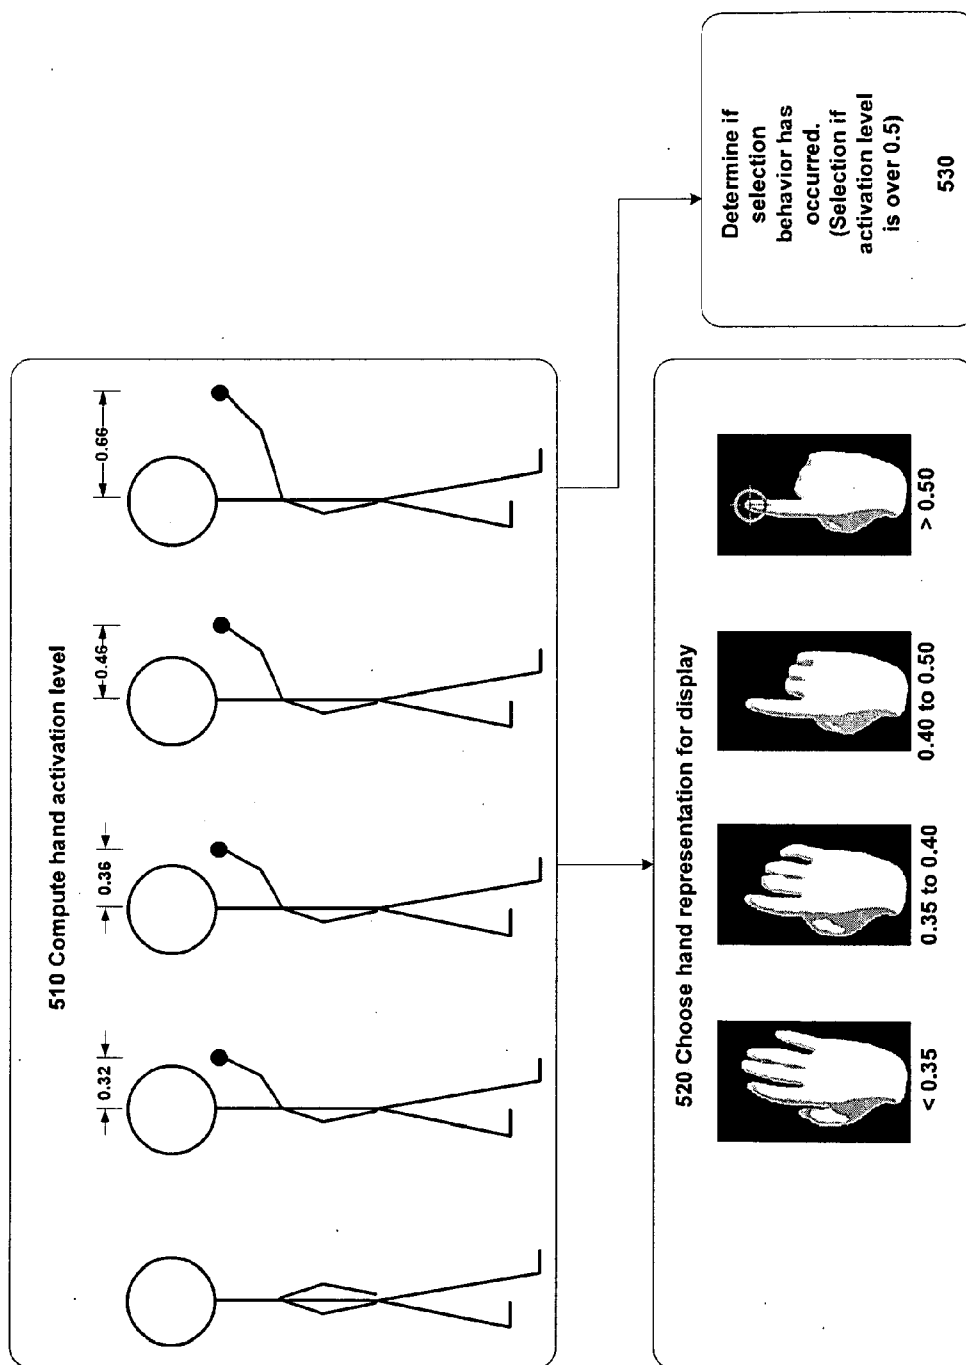 510 Compute hand activation level
0.32
0.36
0.46
0.66
520 Choose hand representation for display
< 0.35
0.35 to 0.40
0.40 to 0.50
> 0.50
Determine if
selection
behavior has
occurred.
(Selection if
activation level
is over 0.5)
530